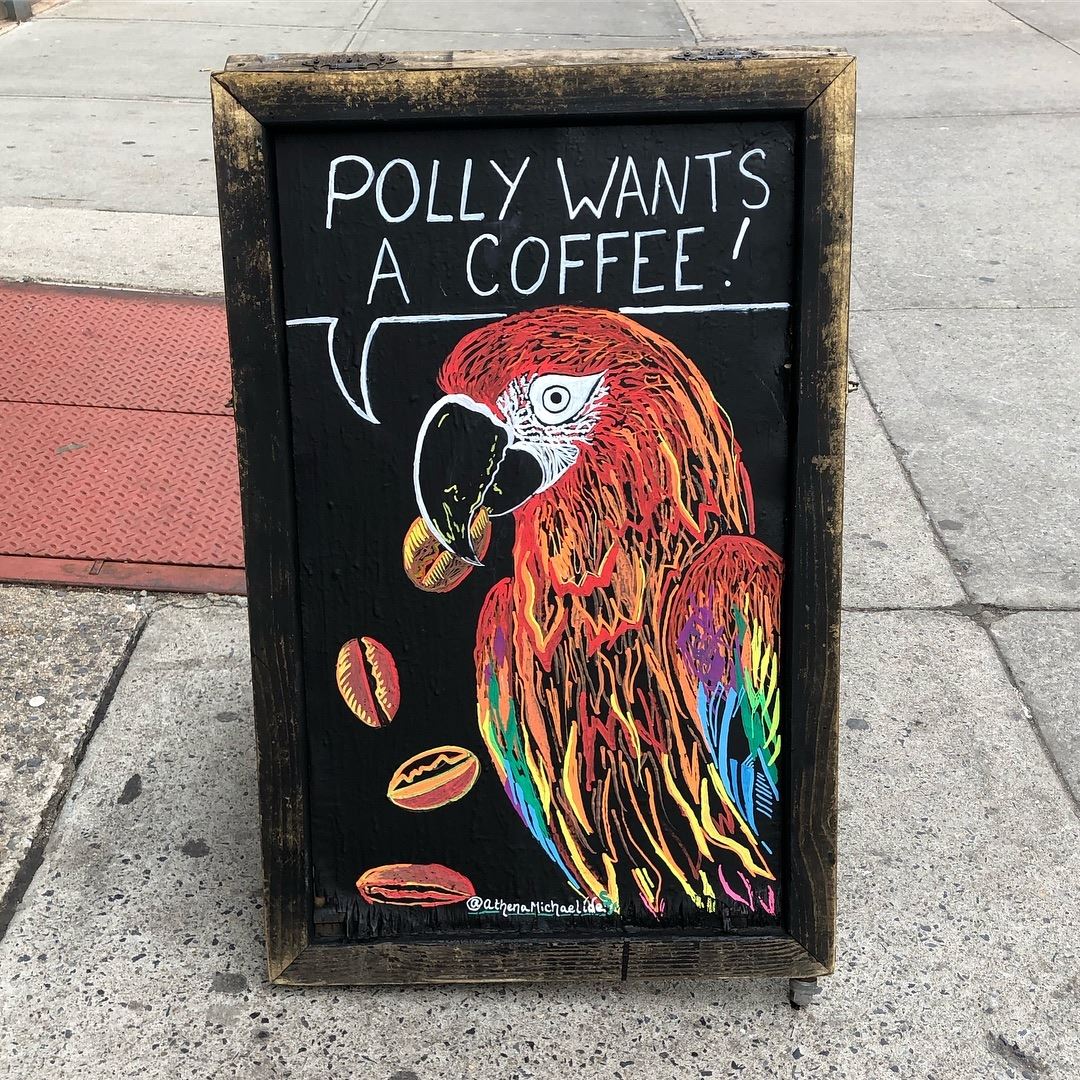 POLLY WANTS
A COFFEE!
@athenaMichaelides